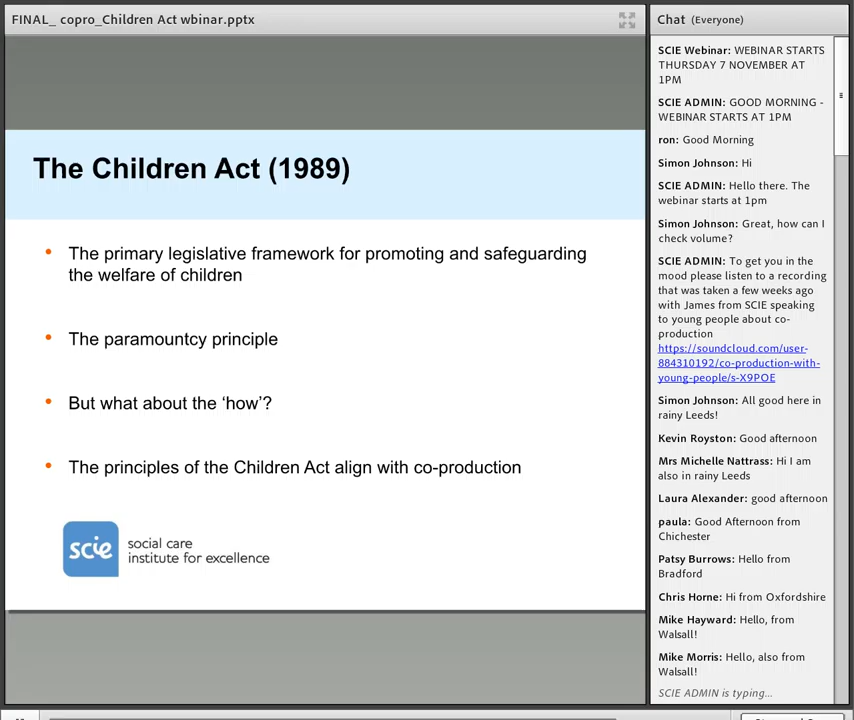 FINAL_ copro_Children Act wbinar.pptx
The Children Act (1989)
• The primary legislative framework for promoting and safeguarding
the welfare of children
• The paramountcy principle
• But what about the ‘how’?
• The principles of the Children Act align with co-production
scie
social care
institute for excellence
Chat (Everyone)
SCIE Webinar: WEBINAR STARTS
THURSDAY 7 NOVEMBER AT
1PM
SCIE ADMIN: GOOD MORNING -
WEBINAR STARTS AT 1PM
ron: Good Morning
Simon Johnson: Hi
SCIE ADMIN: Hello there. The
webinar starts at 1pm
Simon Johnson: Great, how can I
check volume?
SCIE ADMIN: To get you in the
mood please listen to a recording
that was taken a few weeks ago
with James from SCIE speaking
to young people about co-
production
https://soundcloud.com/user-
884310192/co-production-with-
young-people/s-X9POE
Simon Johnson: All good here in
rainy Leeds!
Kevin Royston: Good afternoon
Mrs Michelle Nattrass: Hi I am
also in rainy Leeds
Laura Alexander: good afternoon
paula: Good Afternoon from
Chichester
Patsy Burrows: Hello from
Bradford
Chris Horne: Hi from Oxfordshire
Mike Hayward: Hello, from
Walsall!
Mike Morris: Hello, also from
Walsall!
SCIE ADMIN is typing...